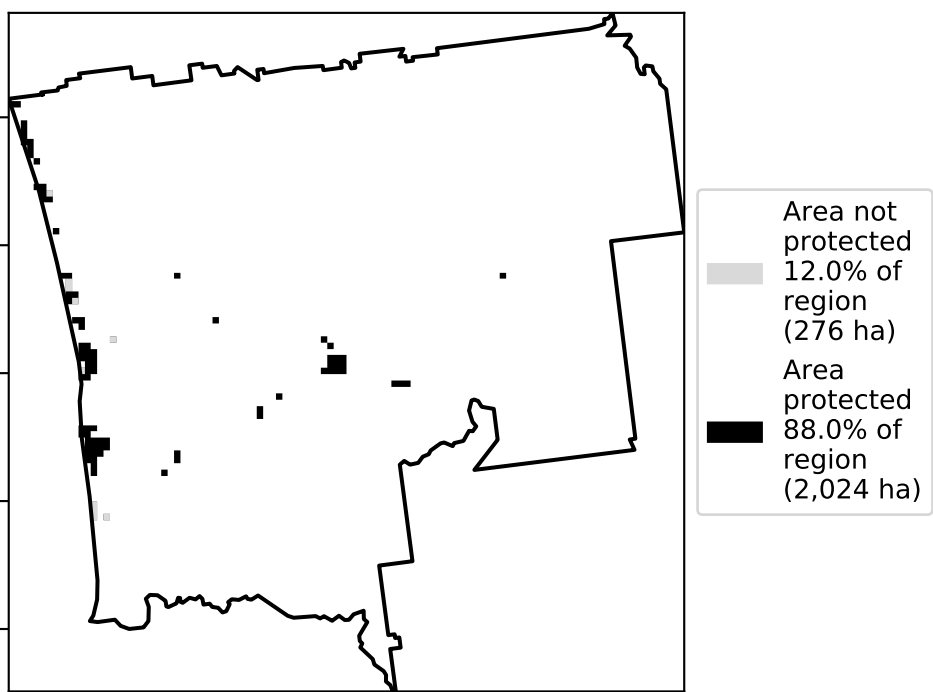 Area not
protected
12.0% of
region
(276 ha)
Area
protected
88.0% of
region
(2,024 ha)